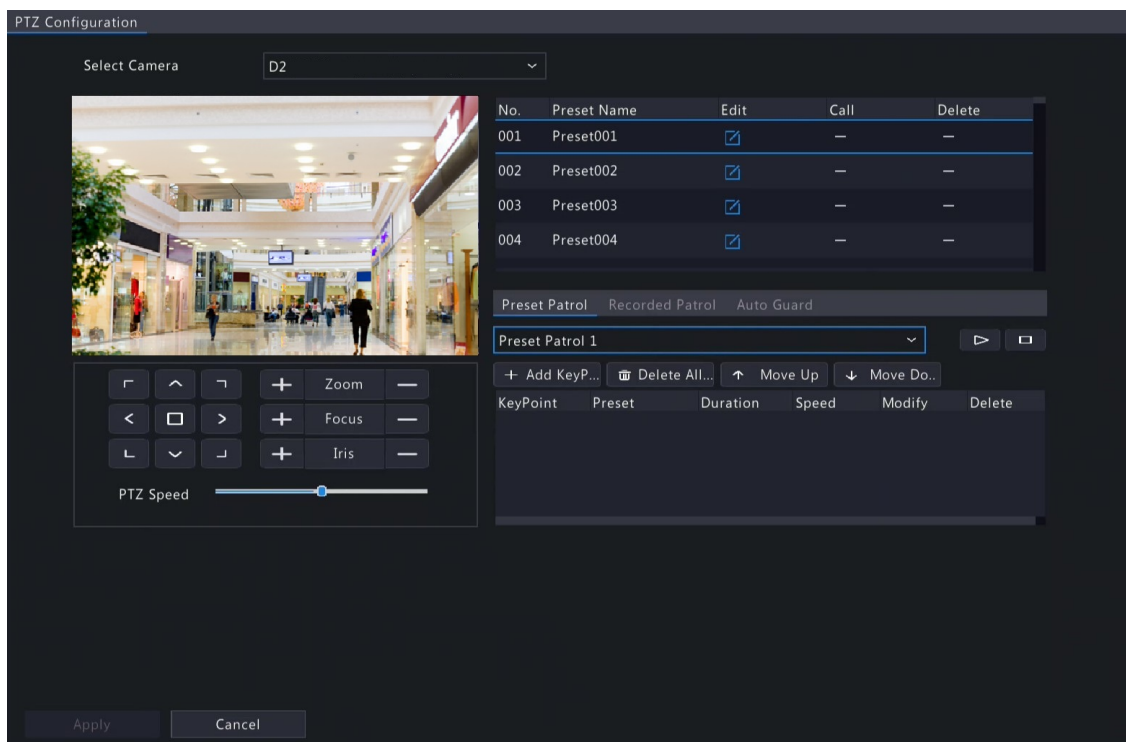 PTZ Configuration
Select Camera D2
No. Preset Name Edit Call Delete
001 Preset001 — —
002 Preset002 — —
003 Preset003 — —
004 Preset004 — —
Preset Patrol Recorded Patrol Auto Guard
Preset Patrol 1
+ Add KeyP... Delete All... ↑ Move Up ↓ Move Do..
KeyPoint Preset Duration Speed Modify Delete
+ Zoom —
+ Focus —
+ Iris —
PTZ Speed
Apply Cancel